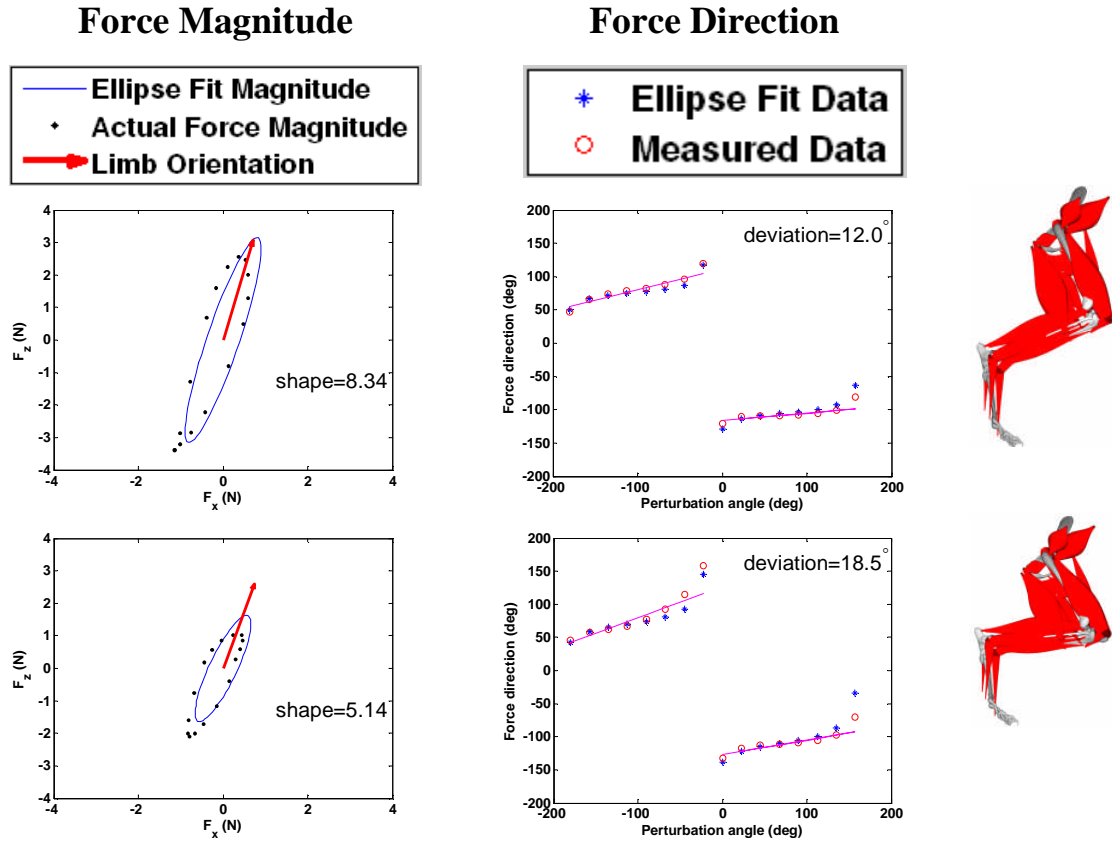 Force Magnitude
Force Direction
Ellipse Fit Magnitude
Actual Force Magnitude
Limb Orientation
Ellipse Fit Data
Measured Data
4
3
2
1
0
-1
-2
-3
-4
-4
-2
0
2
4
F_z (N)
F_x (N)
shape=8.34
200
150
100
50
0
-50
-100
-150
-200
-200
-100
0
100
200
Force direction (deg)
Perturbation angle (deg)
deviation=12.0°
4
3
2
1
0
-1
-2
-3
-4
-4
-2
0
2
4
F_z (N)
F_x (N)
shape=5.14
200
150
100
50
0
-50
-100
-150
-200
-200
-100
0
100
200
Force direction (deg)
Perturbation angle (deg)
deviation=18.5°